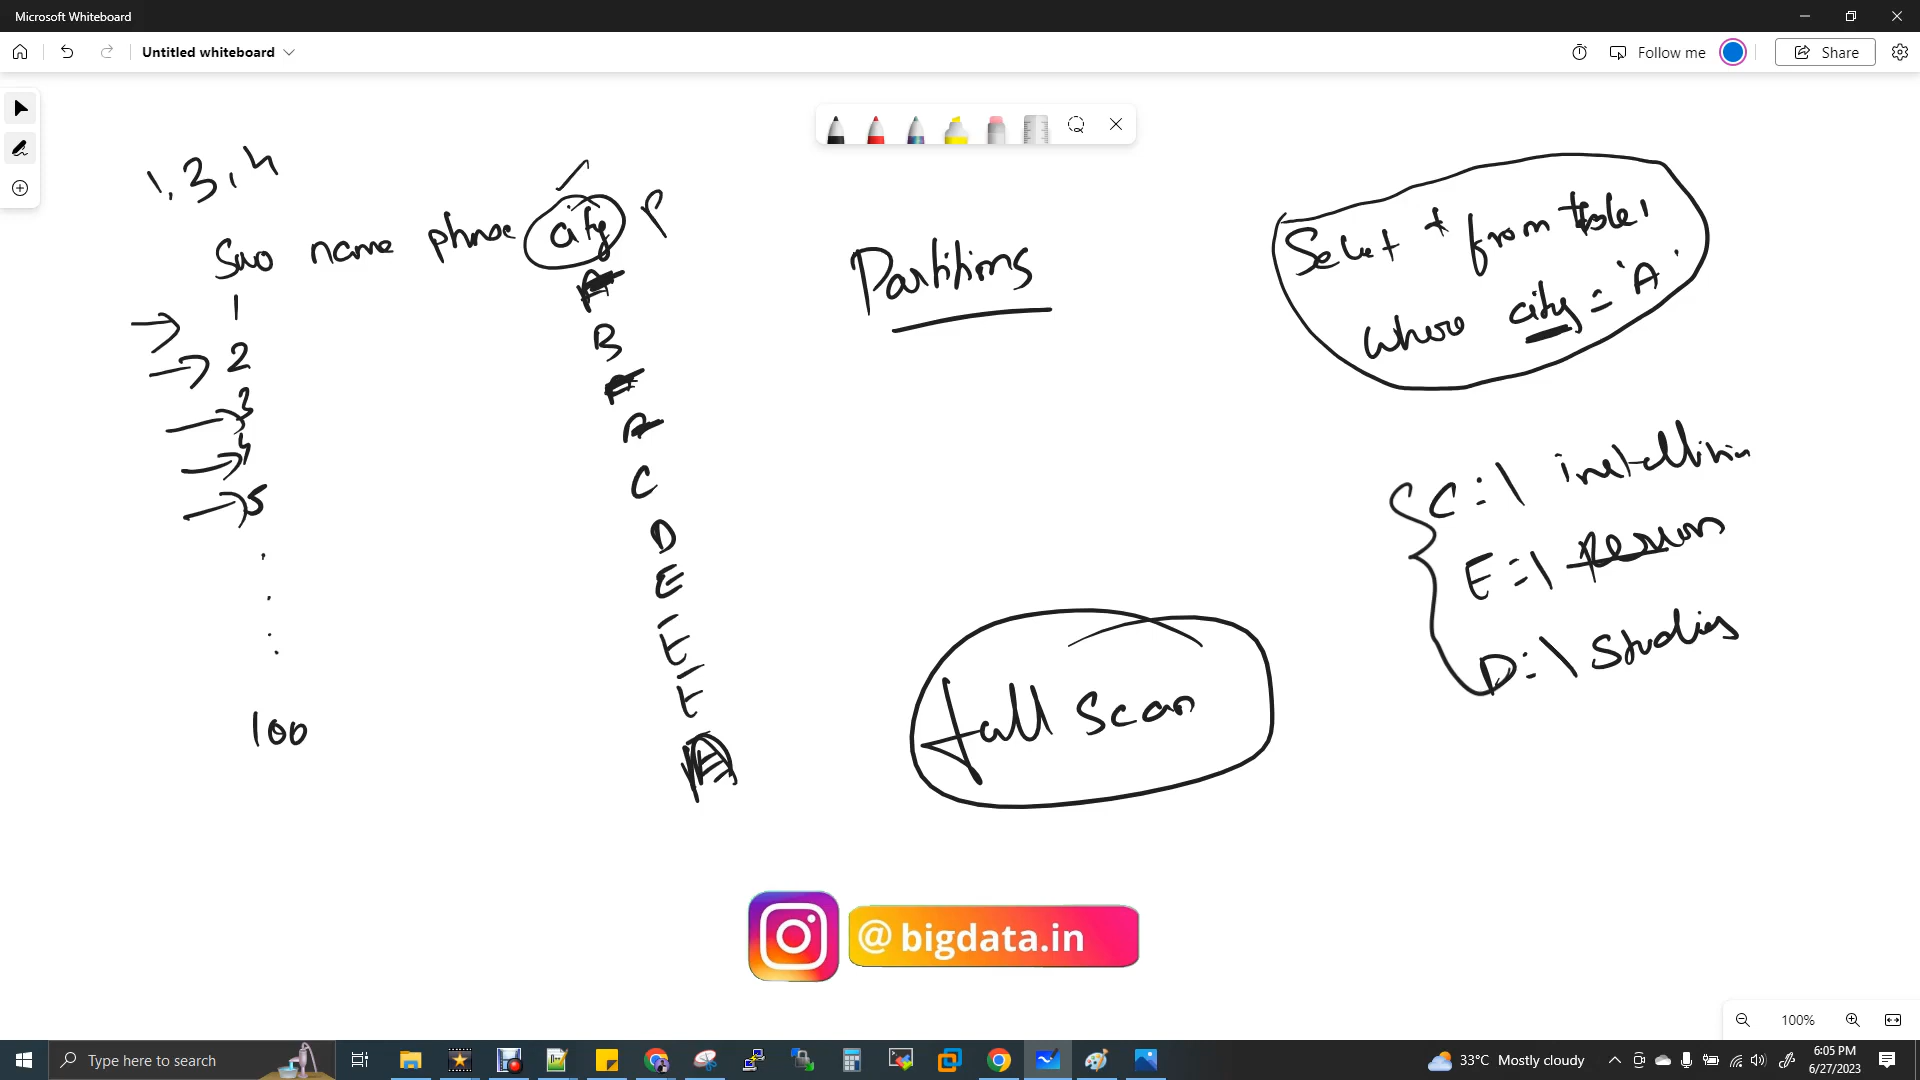 Microsoft Whiteboard
Untitled whiteboard
Follow me
Share
1, 3, 4
Sno name phnoe city P
1
2
3
4
5
.
.
.
.
100
A
B
A
C
D
E
E
E
Partitions
Select * from table1
where city = 'A'
C:\ installition
E:\
D:\ Studies
full scan
@ bigdata.in
100%
Type here to search
33°C Mostly cloudy
6:05 PM
6/27/2023